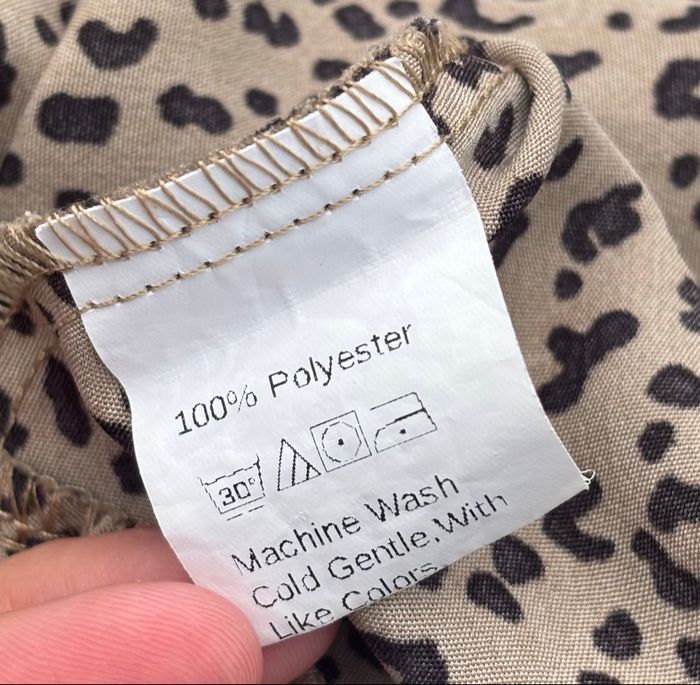 100% Polyester
30°
Machine Wash
Cold Gentle.With
Like Colors